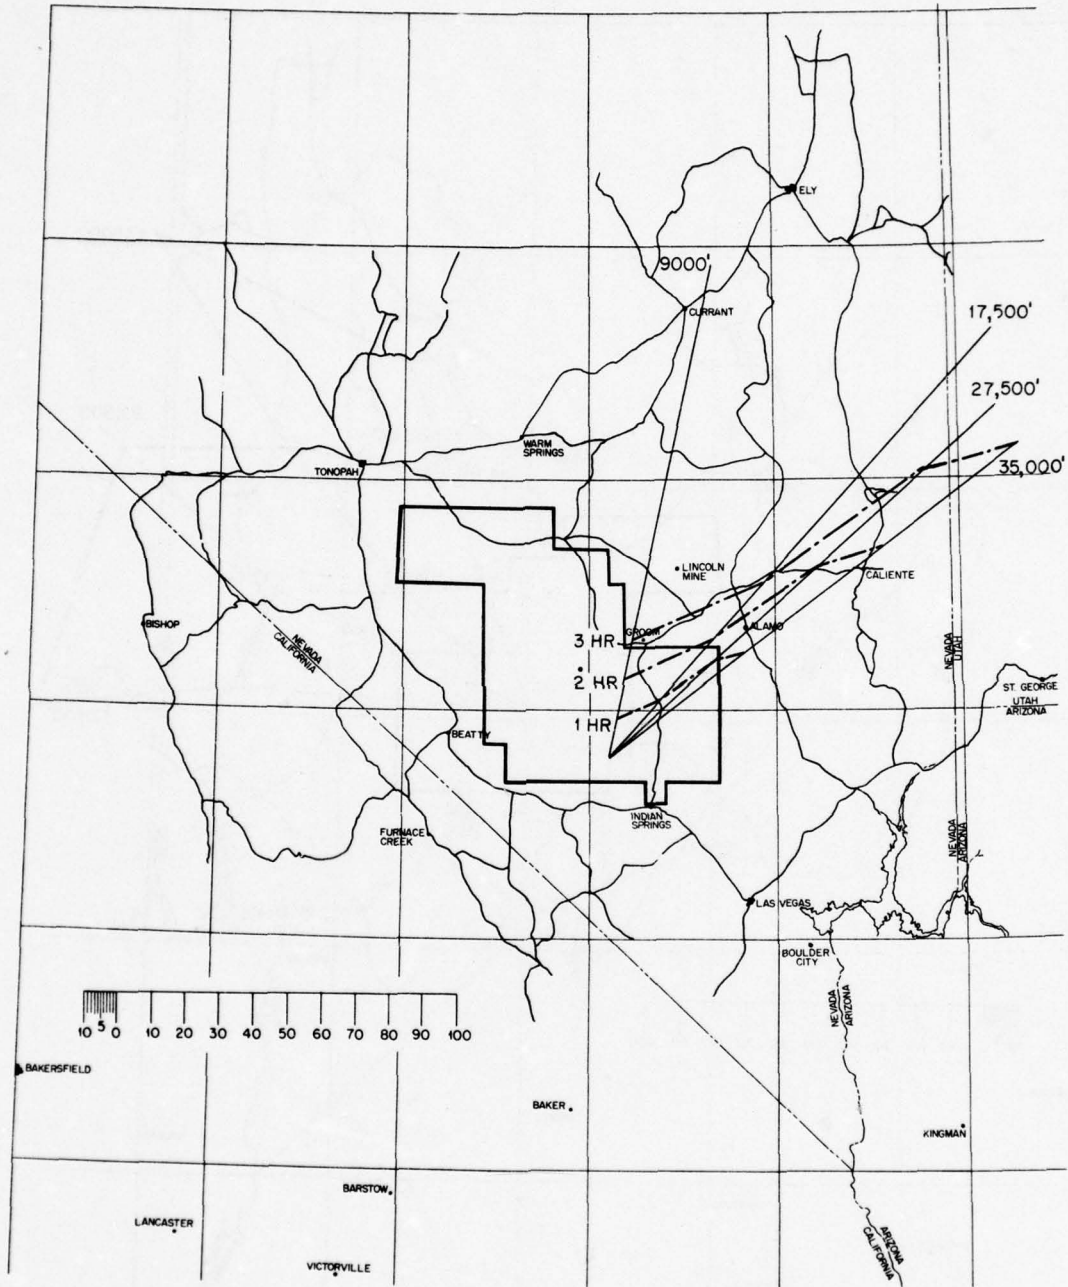 ELY
9000'
CURRANT
17,500'
27,500'
WARM
SPRINGS
TONOPAH
35,000'
LINCOLN
MINE
CALIENTE
BISHOP
NEVADA
CALIFORNIA
3 HR
GROOM
ALAMO
NEVADA
UTAH
2 HR
ST. GEORGE
UTAH
ARIZONA
1 HR
BEATTY
INDIAN
SPRINGS
FURNACE
CREEK
NEVADA
ARIZONA
LAS VEGAS
BOULDER
CITY
NEVADA
ARIZONA
10 5 0 10 20 30 40 50 60 70 80 90 100
BAKERSFIELD
BAKER
KINGMAN
BARSTOW
LANCASTER
ARIZONA
CALIFORNIA
VICTORVILLE